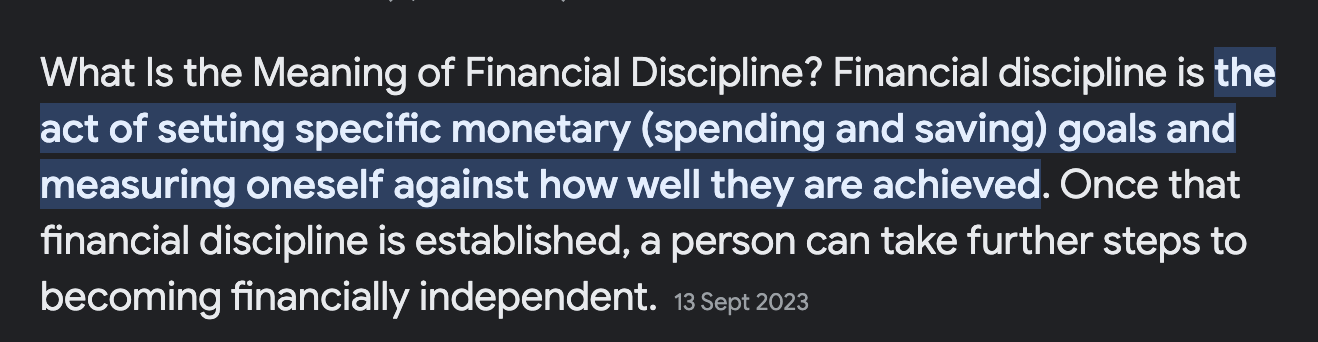 What Is the Meaning of Financial Discipline? Financial discipline is the
act of setting specific monetary (spending and saving) goals and
measuring oneself against how well they are achieved. Once that
financial discipline is established, a person can take further steps to
becoming financially independent. 13 Sept 2023